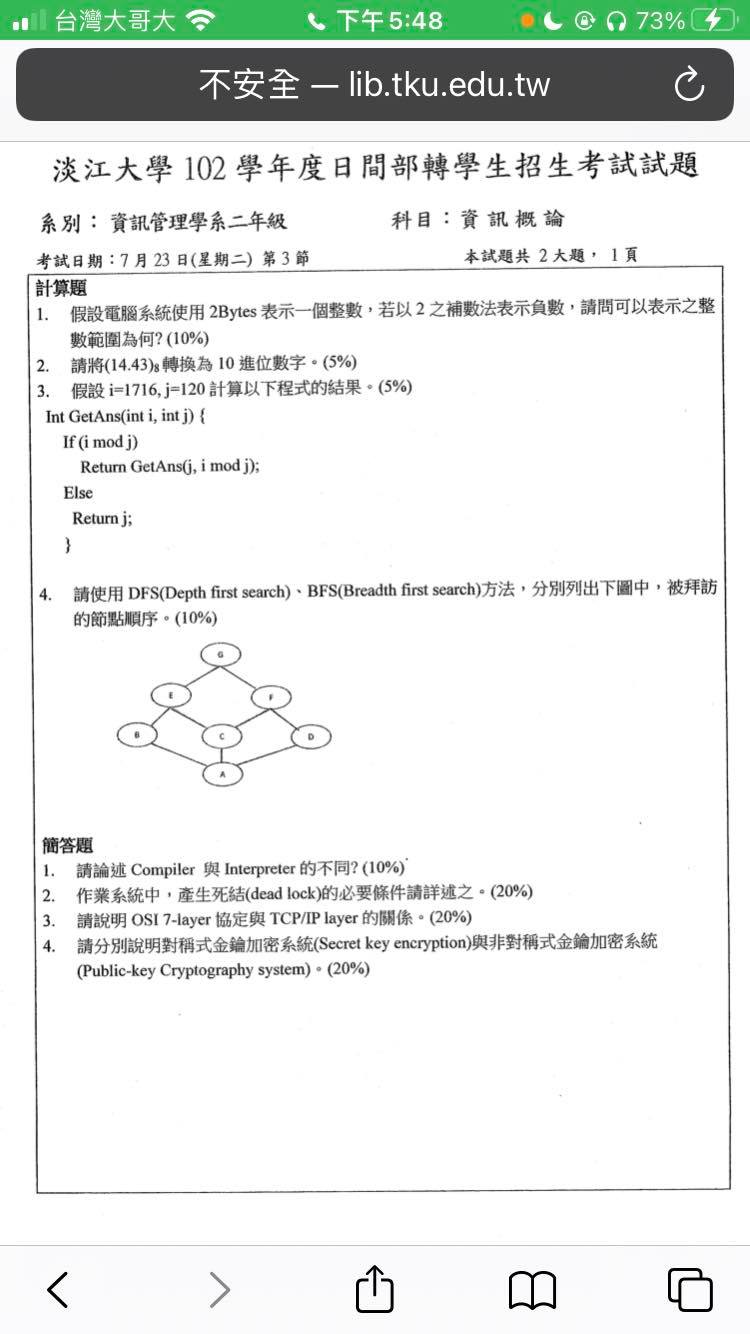 台灣大哥大 下午5:48 73%
不安全 — lib.tku.edu.tw
淡江大學 102 學年度日間部轉學生招生考試試題
系別：資訊管理學系二年級 科目：資訊概論
考試日期：7月23日(星期二) 第3節 本試題共 2大題， 1頁
計算題
1. 假設電腦系統使用 2Bytes 表示一個整數，若以 2 之補數法表示負數，請問可以表示之整
數範圍為何? (10%)
2. 請將(14.43)₈ 轉換為 10 進位數字。(5%)
3. 假設 i=1716, j=120 計算以下程式的結果。(5%)
Int GetAns(int i, int j) {
If (i mod j)
Return GetAns(j, i mod j);
Else
Return j;
}
4. 請使用 DFS(Depth first search)、BFS(Breadth first search)方法，分別列出下圖中，被拜訪
的節點順序。(10%)
G
E F
B C D
A
簡答題
1. 請論述 Compiler 與 Interpreter 的不同? (10%)
2. 作業系統中，產生死結(dead lock)的必要條件請詳述之。(20%)
3. 請說明 OSI 7-layer 協定與 TCP/IP layer 的關係。(20%)
4. 請分別說明對稱式金鑰加密系統(Secret key encryption)與非對稱式金鑰加密系統
(Public-key Cryptography system)。(20%)